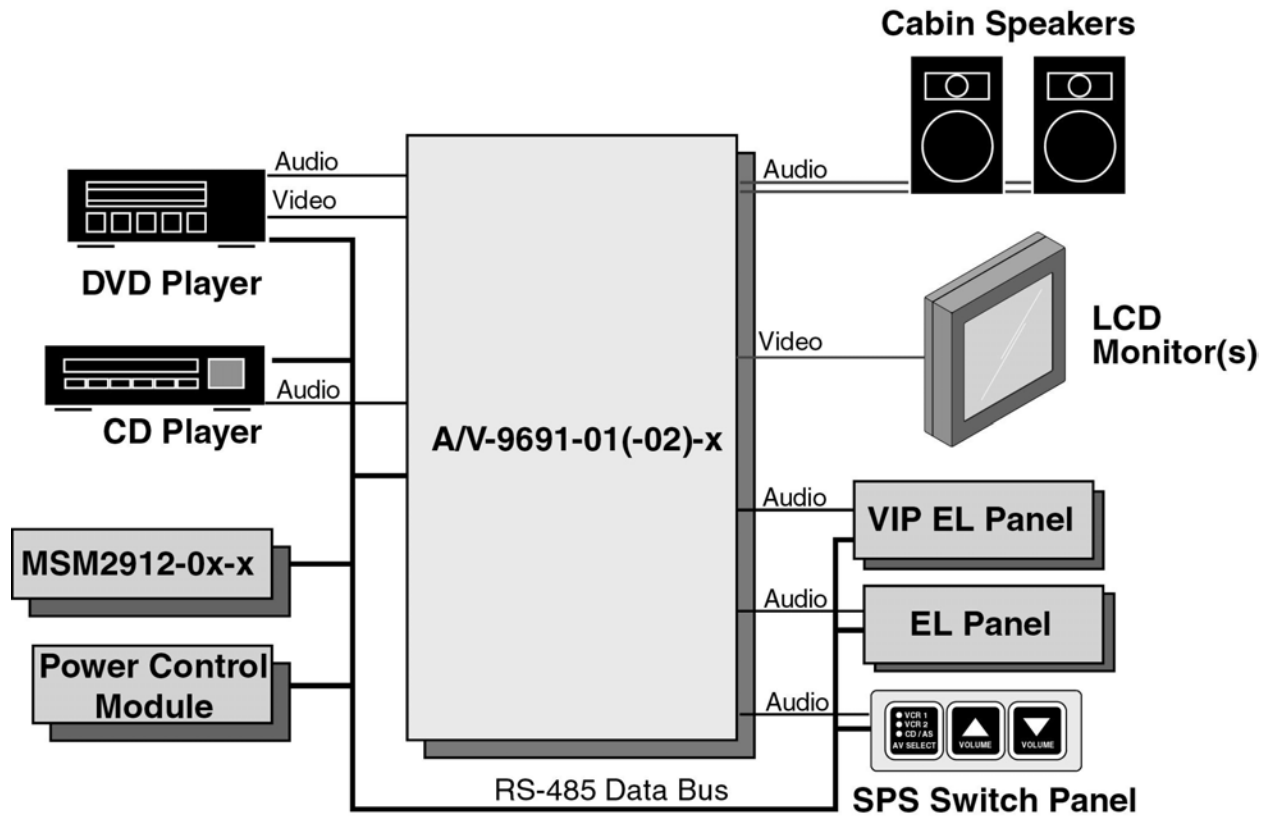 Cabin Speakers
Audio
Video
DVD Player
Audio
CD Player
MSM2912-0x-x
Power Control
Module
A/V-9691-01(-02)-x
Audio
Video
LCD
Monitor(s)
Audio
VIP EL Panel
Audio
EL Panel
Audio
VCR 1
VCR 2
CD / AS
AV SELECT
VOLUME
VOLUME
SPS Switch Panel
RS-485 Data Bus